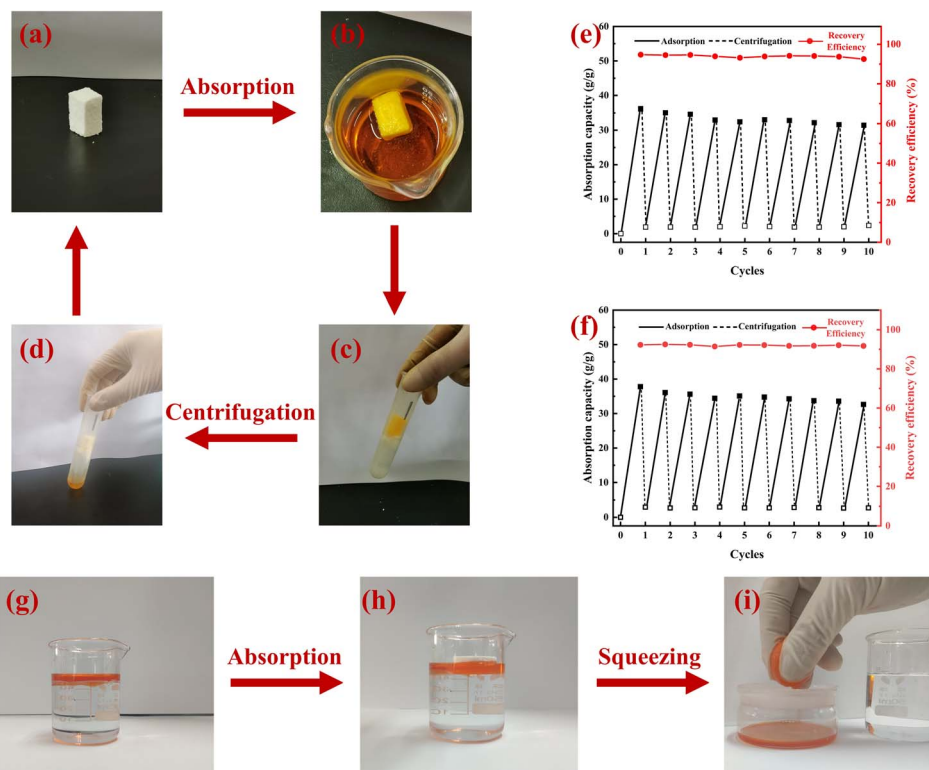 (a)
Absorption
(b)
(d)
Centrifugation
(c)
(e)
Adsorption
Centrifugation
Recovery
Efficiency
Absorption capacity (g/g)
60
50
40
30
20
10
0
Recovery efficiency (%)
100
80
60
40
20
0
0 1 2 3 4 5 6 7 8 9 10
Cycles
(f)
Adsorption
Centrifugation
Recovery
Efficiency
Absorption capacity (g/g)
60
50
40
30
20
10
0
Recovery efficiency (%)
100
80
60
40
20
0
0 1 2 3 4 5 6 7 8 9 10
Cycles
(g)
Absorption
(h)
Squeezing
(i)